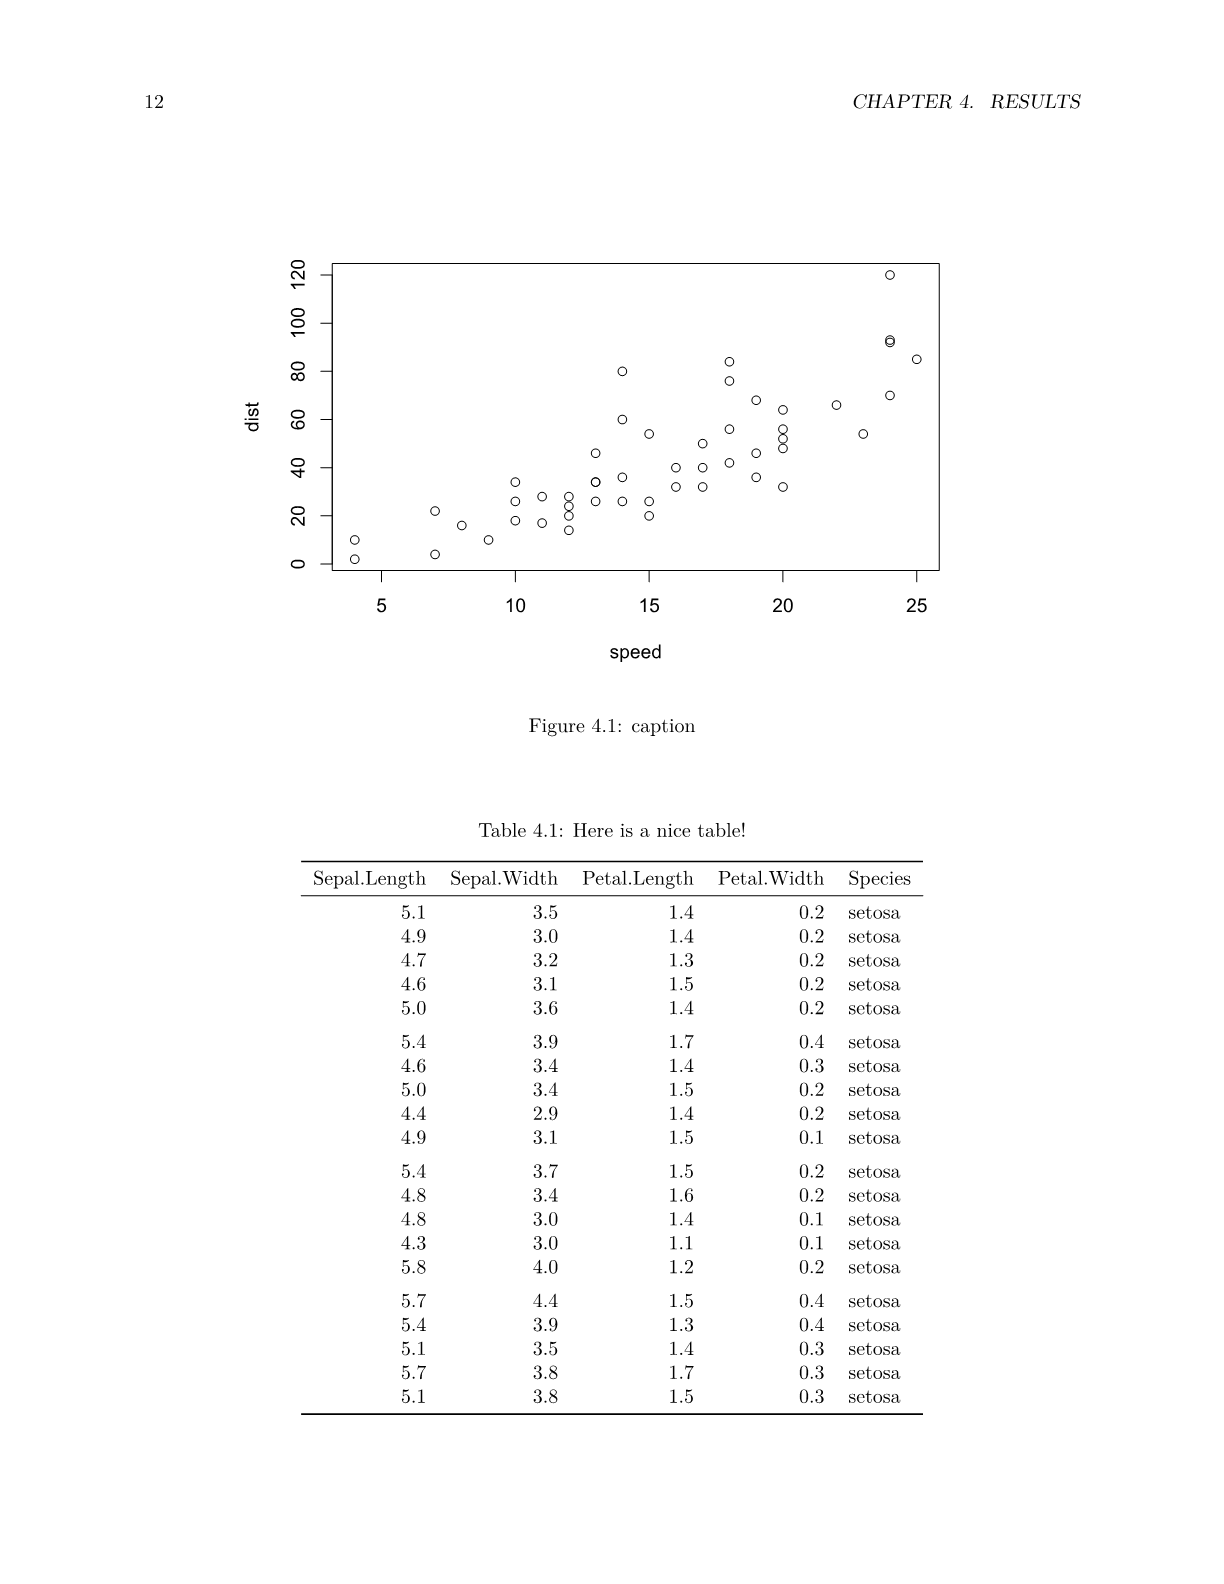 12 CHAPTER 4. RESULTS
120
100
80
60
40
20
0
dist
5 10 15 20 25
speed
Figure 4.1: caption
Table 4.1: Here is a nice table!
Sepal.Length Sepal.Width Petal.Length Petal.Width Species
5.1 3.5 1.4 0.2 setosa
4.9 3.0 1.4 0.2 setosa
4.7 3.2 1.3 0.2 setosa
4.6 3.1 1.5 0.2 setosa
5.0 3.6 1.4 0.2 setosa
5.4 3.9 1.7 0.4 setosa
4.6 3.4 1.4 0.3 setosa
5.0 3.4 1.5 0.2 setosa
4.4 2.9 1.4 0.2 setosa
4.9 3.1 1.5 0.1 setosa
5.4 3.7 1.5 0.2 setosa
4.8 3.4 1.6 0.2 setosa
4.8 3.0 1.4 0.1 setosa
4.3 3.0 1.1 0.1 setosa
5.8 4.0 1.2 0.2 setosa
5.7 4.4 1.5 0.4 setosa
5.4 3.9 1.3 0.4 setosa
5.1 3.5 1.4 0.3 setosa
5.7 3.8 1.7 0.3 setosa
5.1 3.8 1.5 0.3 setosa